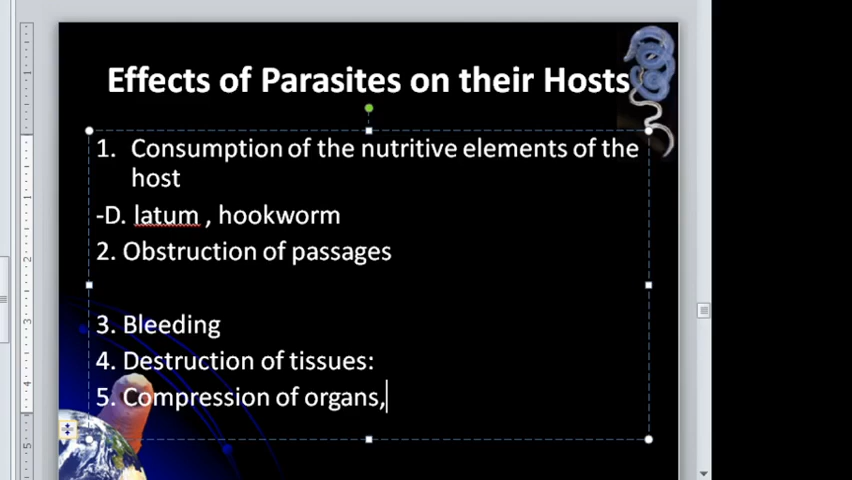 Effects of Parasites on their Hosts
1. Consumption of the nutritive elements of the
host
-D. latum , hookworm
2. Obstruction of passages
3. Bleeding
4. Destruction of tissues:
5. Compression of organs,